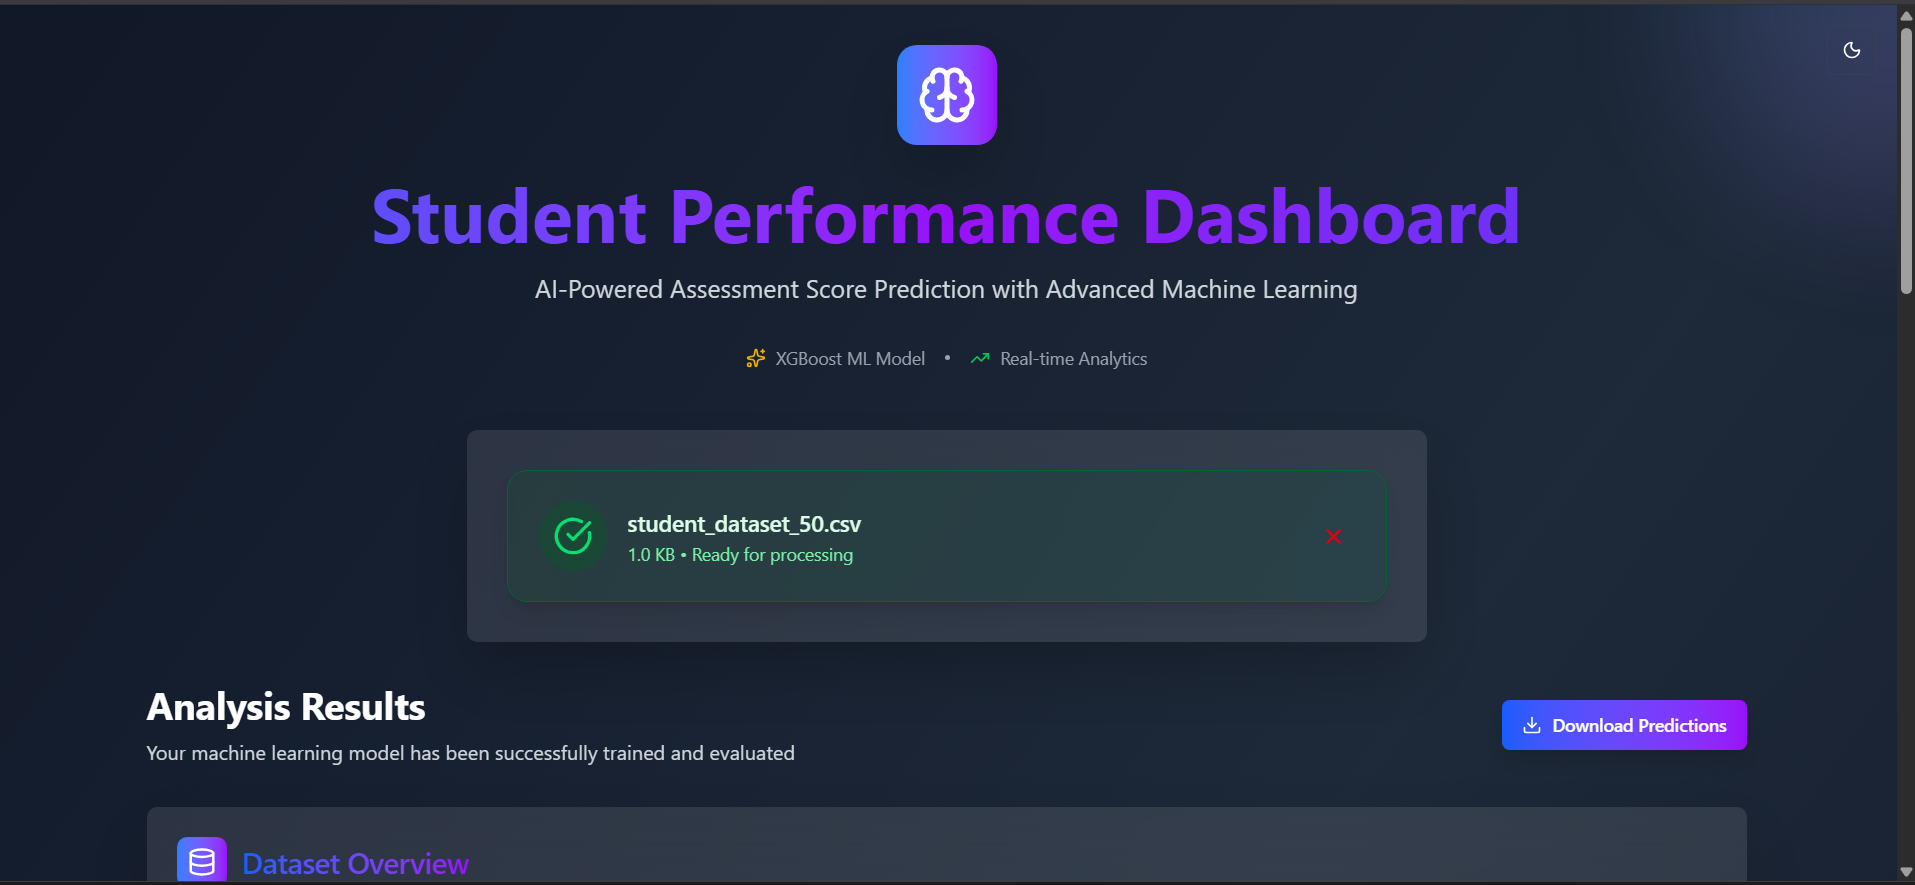 Student Performance Dashboard
AI-Powered Assessment Score Prediction with Advanced Machine Learning
XGBoost ML Model • Real-time Analytics
student_dataset_50.csv
1.0 KB • Ready for processing
Analysis Results
Your machine learning model has been successfully trained and evaluated
Download Predictions
Dataset Overview